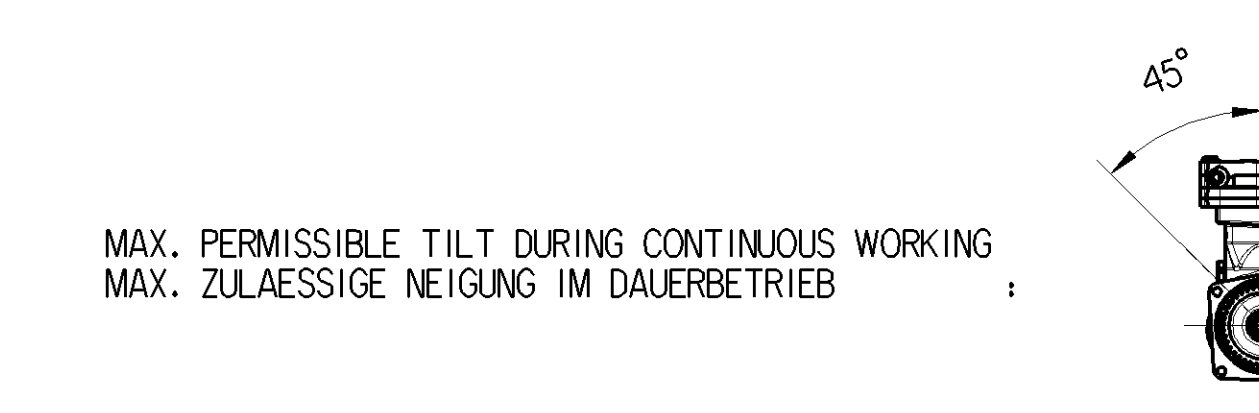 45°
MAX. PERMISSIBLE TILT DURING CONTINUOUS WORKING
MAX. ZULAESSIGE NEIGUNG IM DAUERBETRIEB :